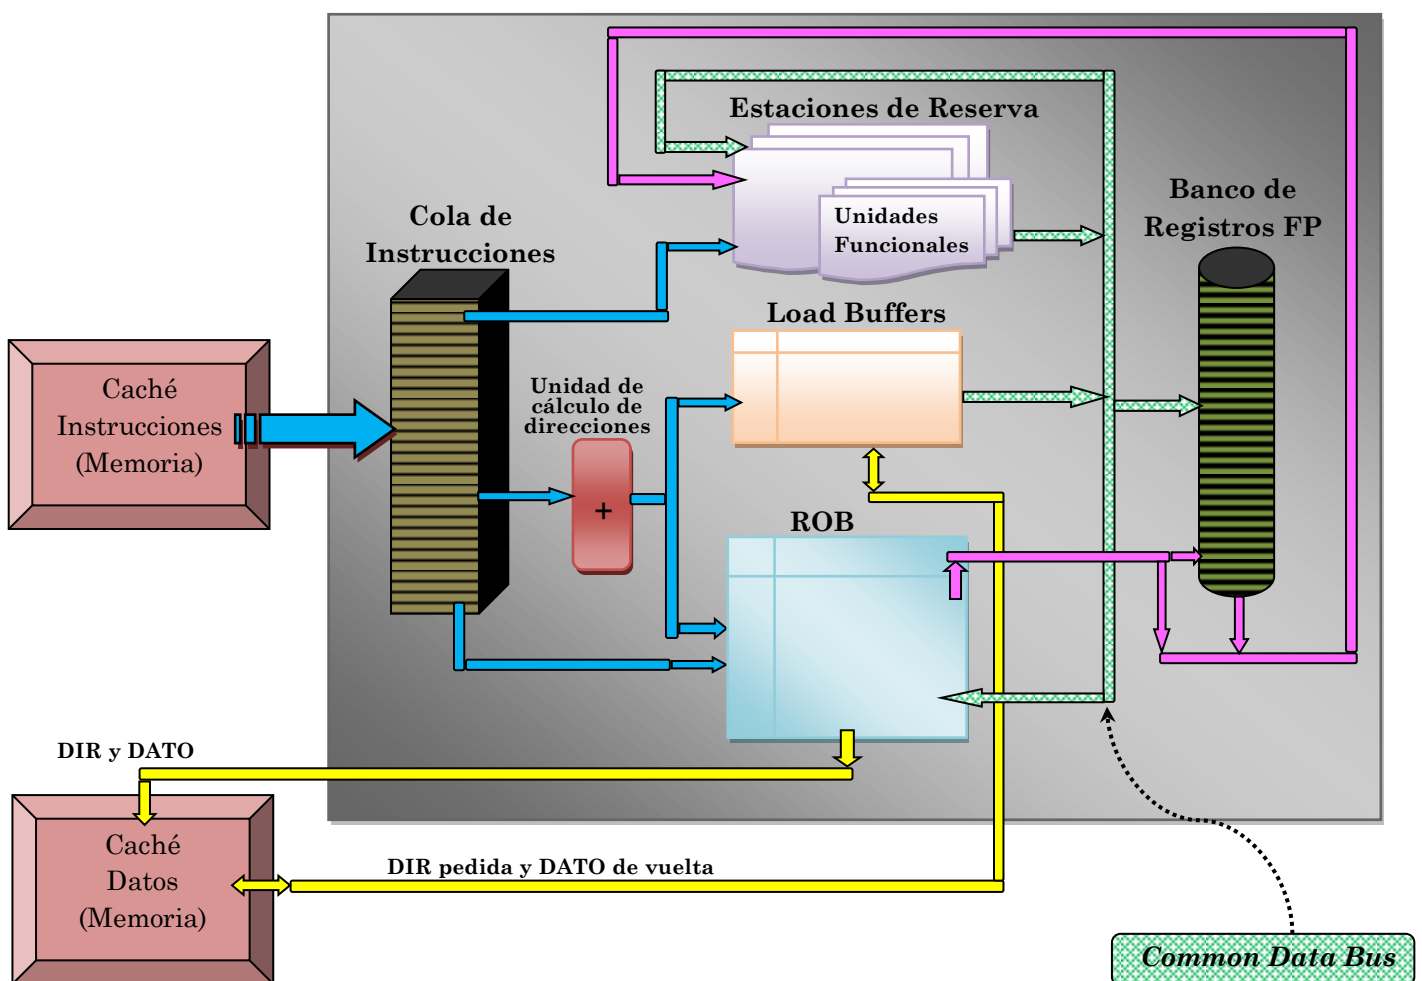 Estaciones de Reserva
Unidades
Funcionales
Banco de
Registros FP
Cola de
Instrucciones
Load Buffers
Caché
Instrucciones
(Memoria)
Unidad de
cálculo de
direcciones
+
ROB
DIR y DATO
Caché
Datos
(Memoria)
DIR pedida y DATO de vuelta
Common Data Bus